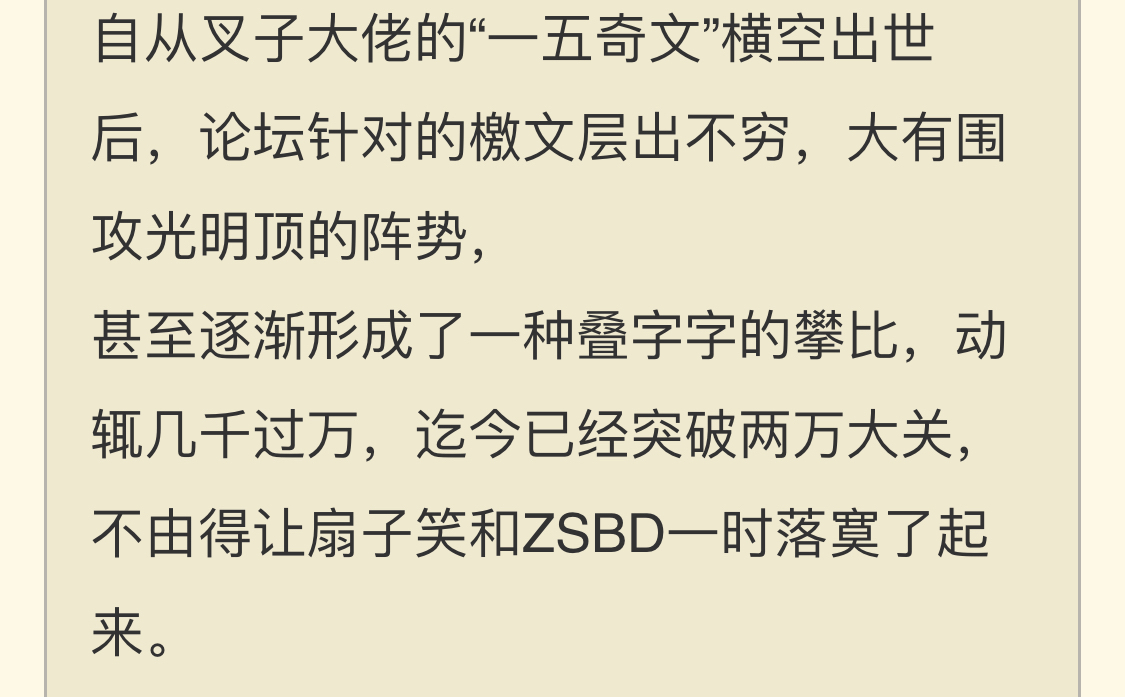 自从叉子大佬的“一五奇文”横空出世
后，论坛针对的檄文层出不穷，大有围
攻光明顶的阵势，
甚至逐渐形成了一种叠字字的攀比，动
辄几千过万，迄今已经突破两万大关，
不由得让扇子笑和ZSBD一时落寞了起
来。